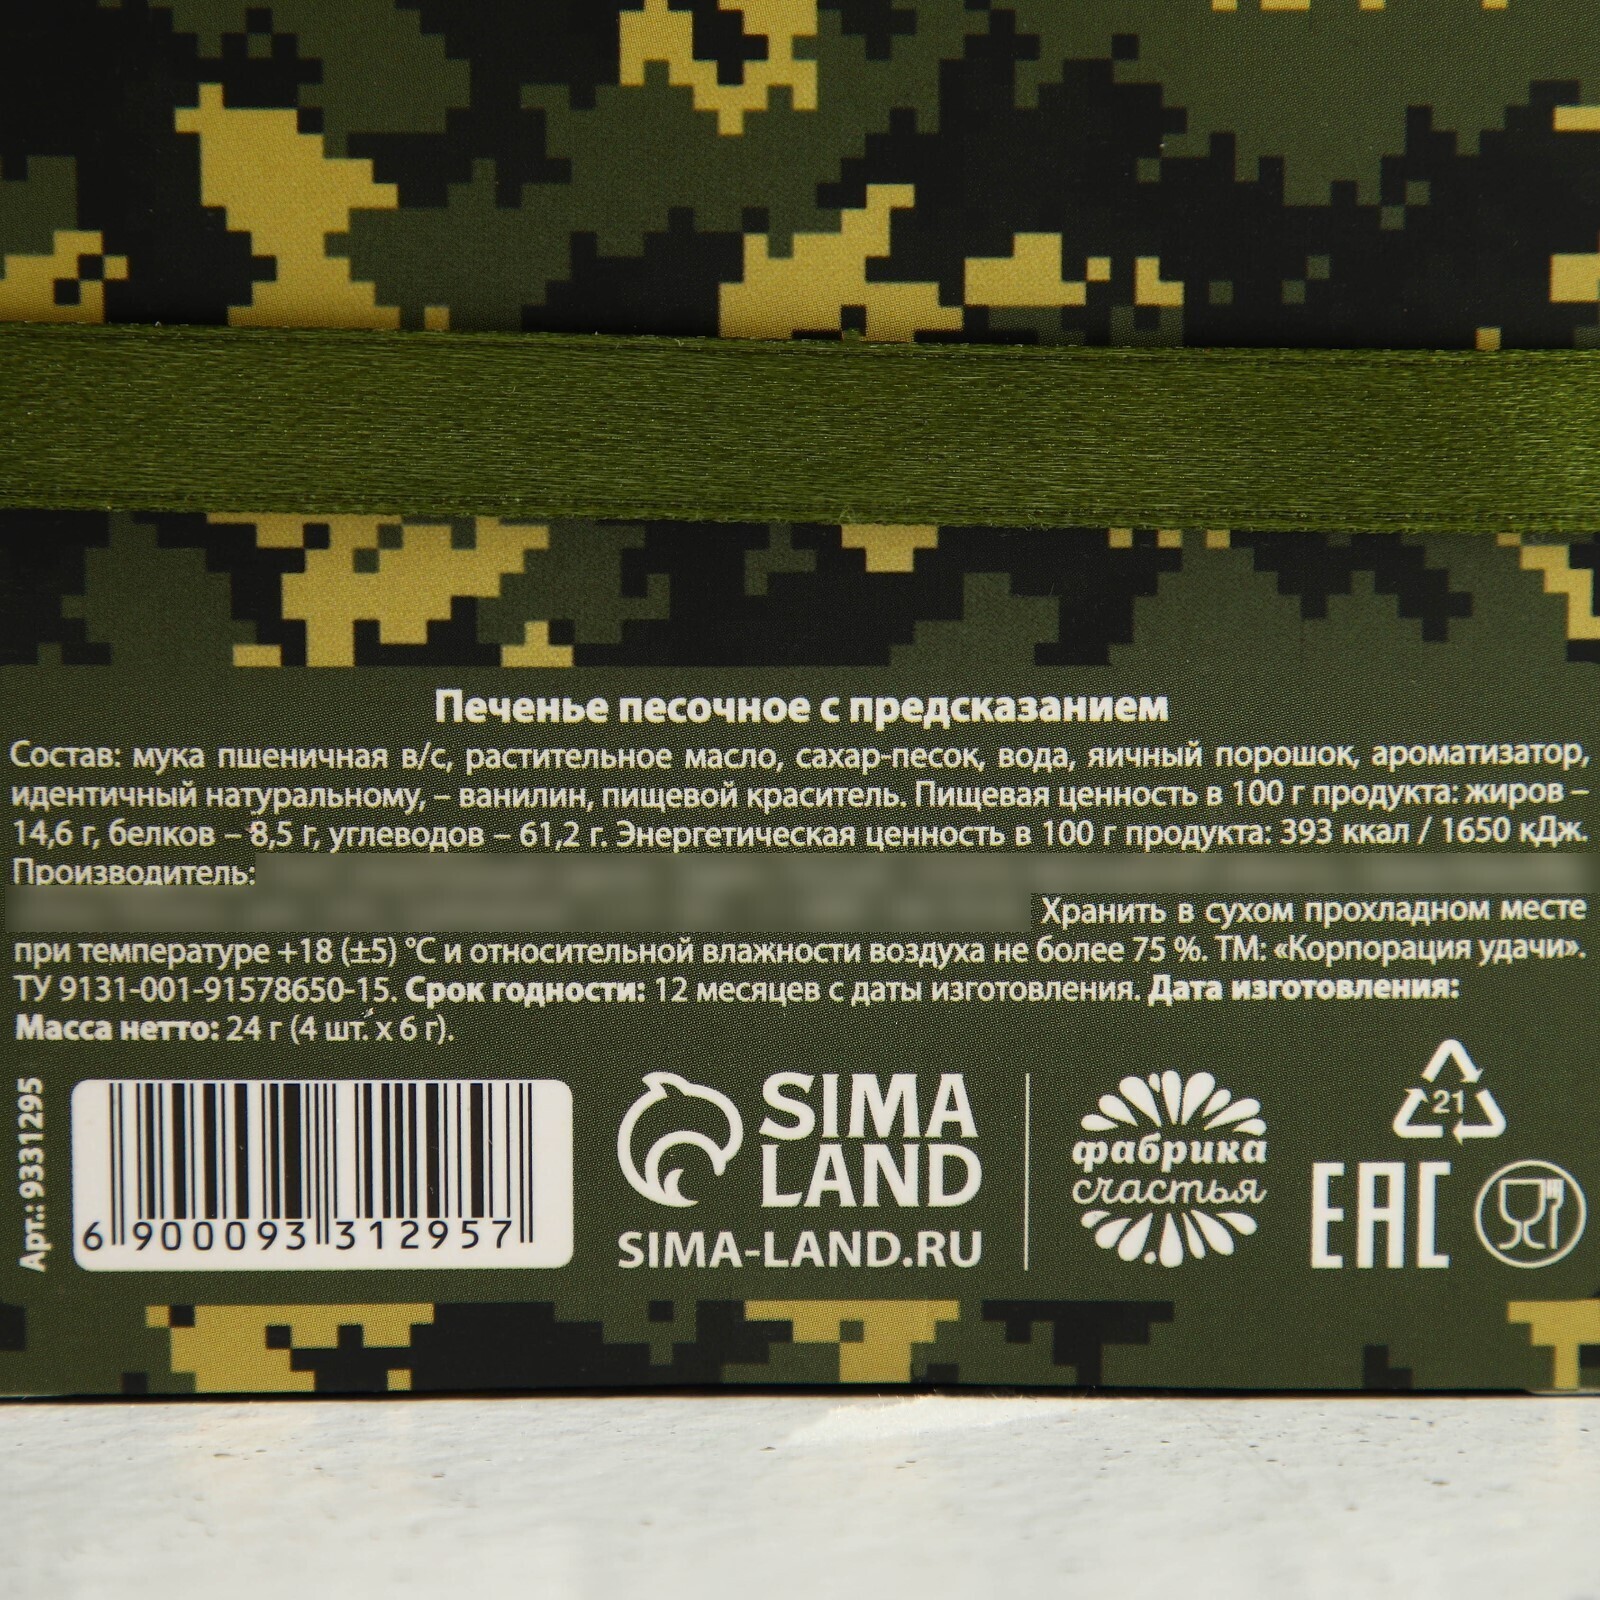 Печенье песочное с предсказанием
Состав: мука пшеничная в/с, растительное масло, сахар-песок, вода, яичный порошок, ароматизатор,
идентичный натуральному, – ванилин, пищевой краситель. Пищевая ценность в 100 г продукта: жиров –
14,6 г, белков – 8,5 г, углеводов – 61,2 г. Энергетическая ценность в 100 г продукта: 393 ккал / 1650 кДж.
Производитель:
Хранить в сухом прохладном месте
при температуре +18 (±5) °С и относительной влажности воздуха не более 75 %. ТМ: «Корпорация удачи».
ТУ 9131-001-91578650-15. Срок годности: 12 месяцев с даты изготовления. Дата изготовления:
Масса нетто: 24 г (4 шт. х 6 г).
Арт.: 9331295
6 900093 312957
SIMA
LAND
SIMA-LAND.RU
фабрика
счастья
21
EAC